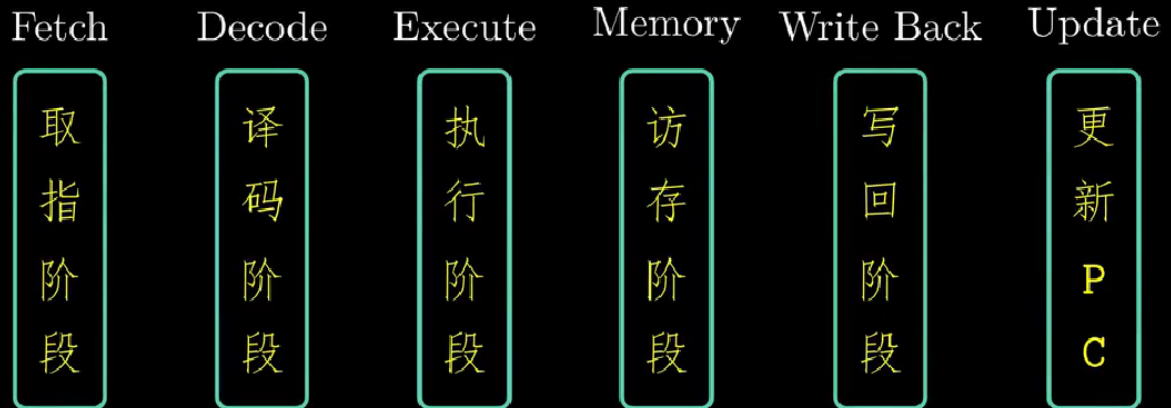 Fetch
取指阶段
Decode
译码阶段
Execute
执行阶段
Memory
访存阶段
Write Back
写回阶段
Update
更新PC